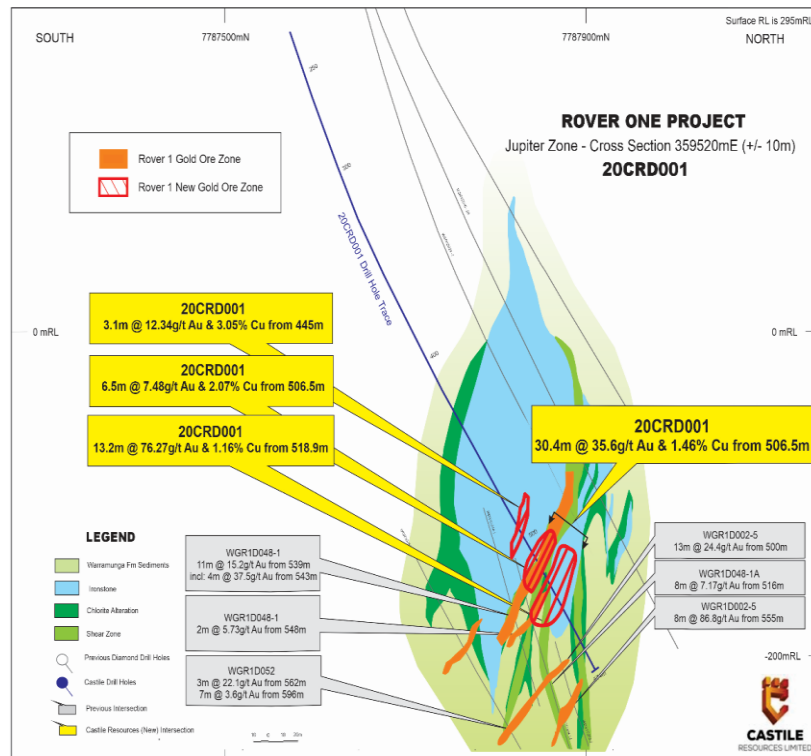 Surface RL is 295mRL
SOUTH
7787500mN
7787900mN
NORTH
ROVER ONE PROJECT
Jupiter Zone - Cross Section 359520mE (+/- 10m)
20CRD001
Rover 1 Gold Ore Zone
Rover 1 New Gold Ore Zone
20CRD001 Drill Hole Trace
400
0 mRL
0 mRL
20CRD001
3.1m @ 12.34g/t Au & 3.05% Cu from 445m
20CRD001
6.5m @ 7.48g/t Au & 2.07% Cu from 506.5m
20CRD001
13.2m @ 76.27g/t Au & 1.16% Cu from 518.9m
20CRD001
30.4m @ 35.6g/t Au & 1.46% Cu from 506.5m
LEGEND
Warramunga Fm Sediments
Ironstone
Chlorite Alteration
Shear Zone
Previous Diamond Drill Holes
Castile Drill Holes
Previous Intersection
Castile Resources (New) Intersection
WGR1D048-1
11m @ 15.2g/t Au from 539m
incl: 4m @ 37.5g/t Au from 543m
WGR1D048-1
2m @ 5.73g/t Au from 548m
WGR1D052
3m @ 22.1g/t Au from 562m
7m @ 3.6g/t Au from 596m
WGR1D002-5
13m @ 24.4g/t Au from 500m
WGR1D048-1A
8m @ 7.17g/t Au from 516m
WGR1D002-5
8m @ 86.8g/t Au from 555m
-200m RL
CASTILE
RESOURCES LIMITED